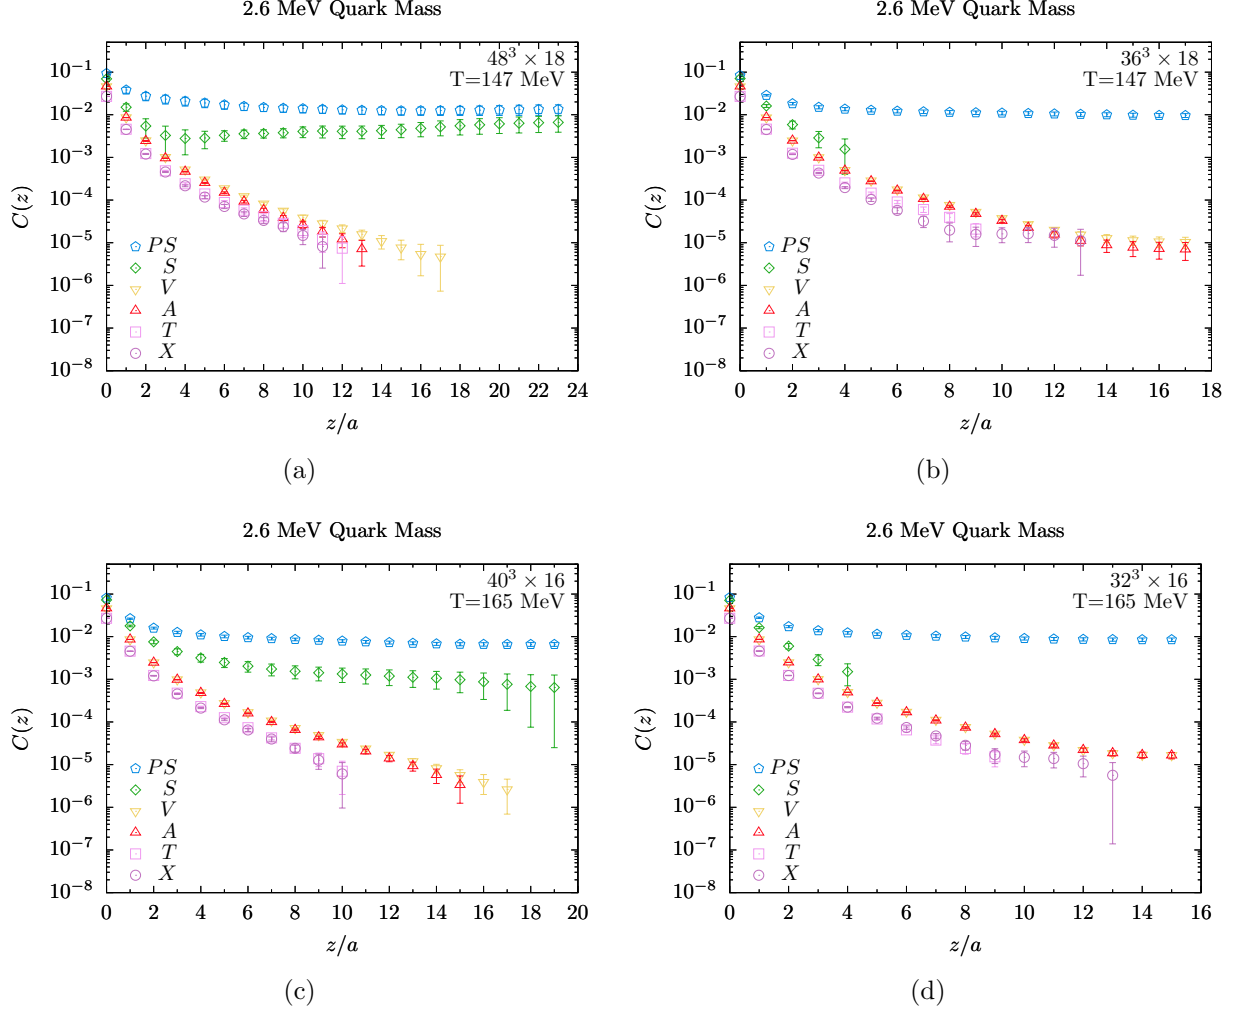 2.6 MeV Quark Mass
48³ × 18
T=147 MeV
C(z)
10⁻¹
10⁻²
10⁻³
10⁻⁴
10⁻⁵
10⁻⁶
10⁻⁷
10⁻⁸
PS
S
V
A
T
X
0 2 4 6 8 10 12 14 16 18 20 22 24
z/a
(a)
2.6 MeV Quark Mass
36³ × 18
T=147 MeV
C(z)
10⁻¹
10⁻²
10⁻³
10⁻⁴
10⁻⁵
10⁻⁶
10⁻⁷
10⁻⁸
PS
S
V
A
T
X
0 2 4 6 8 10 12 14 16 18
z/a
(b)
2.6 MeV Quark Mass
40³ × 16
T=165 MeV
C(z)
10⁻¹
10⁻²
10⁻³
10⁻⁴
10⁻⁵
10⁻⁶
10⁻⁷
10⁻⁸
PS
S
V
A
T
X
0 2 4 6 8 10 12 14 16 18 20
z/a
(c)
2.6 MeV Quark Mass
32³ × 16
T=165 MeV
C(z)
10⁻¹
10⁻²
10⁻³
10⁻⁴
10⁻⁵
10⁻⁶
10⁻⁷
10⁻⁸
PS
S
V
A
T
X
0 2 4 6 8 10 12 14 16
z/a
(d)